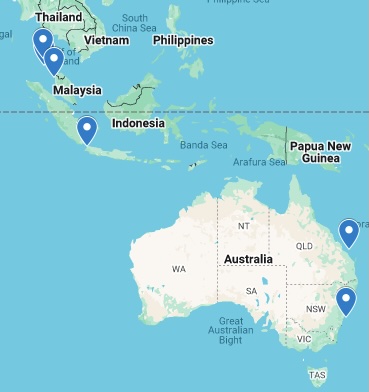 Philippine Sea
Thailand
South
China Sea
Vietnam
Philippines
Malaysia
Indonesia
Banda Sea
Papua New
Guinea
Arafura Sea
NT
QLD
Australia
WA
SA
NSW
Great
Australian
Bight
VIC
TAS